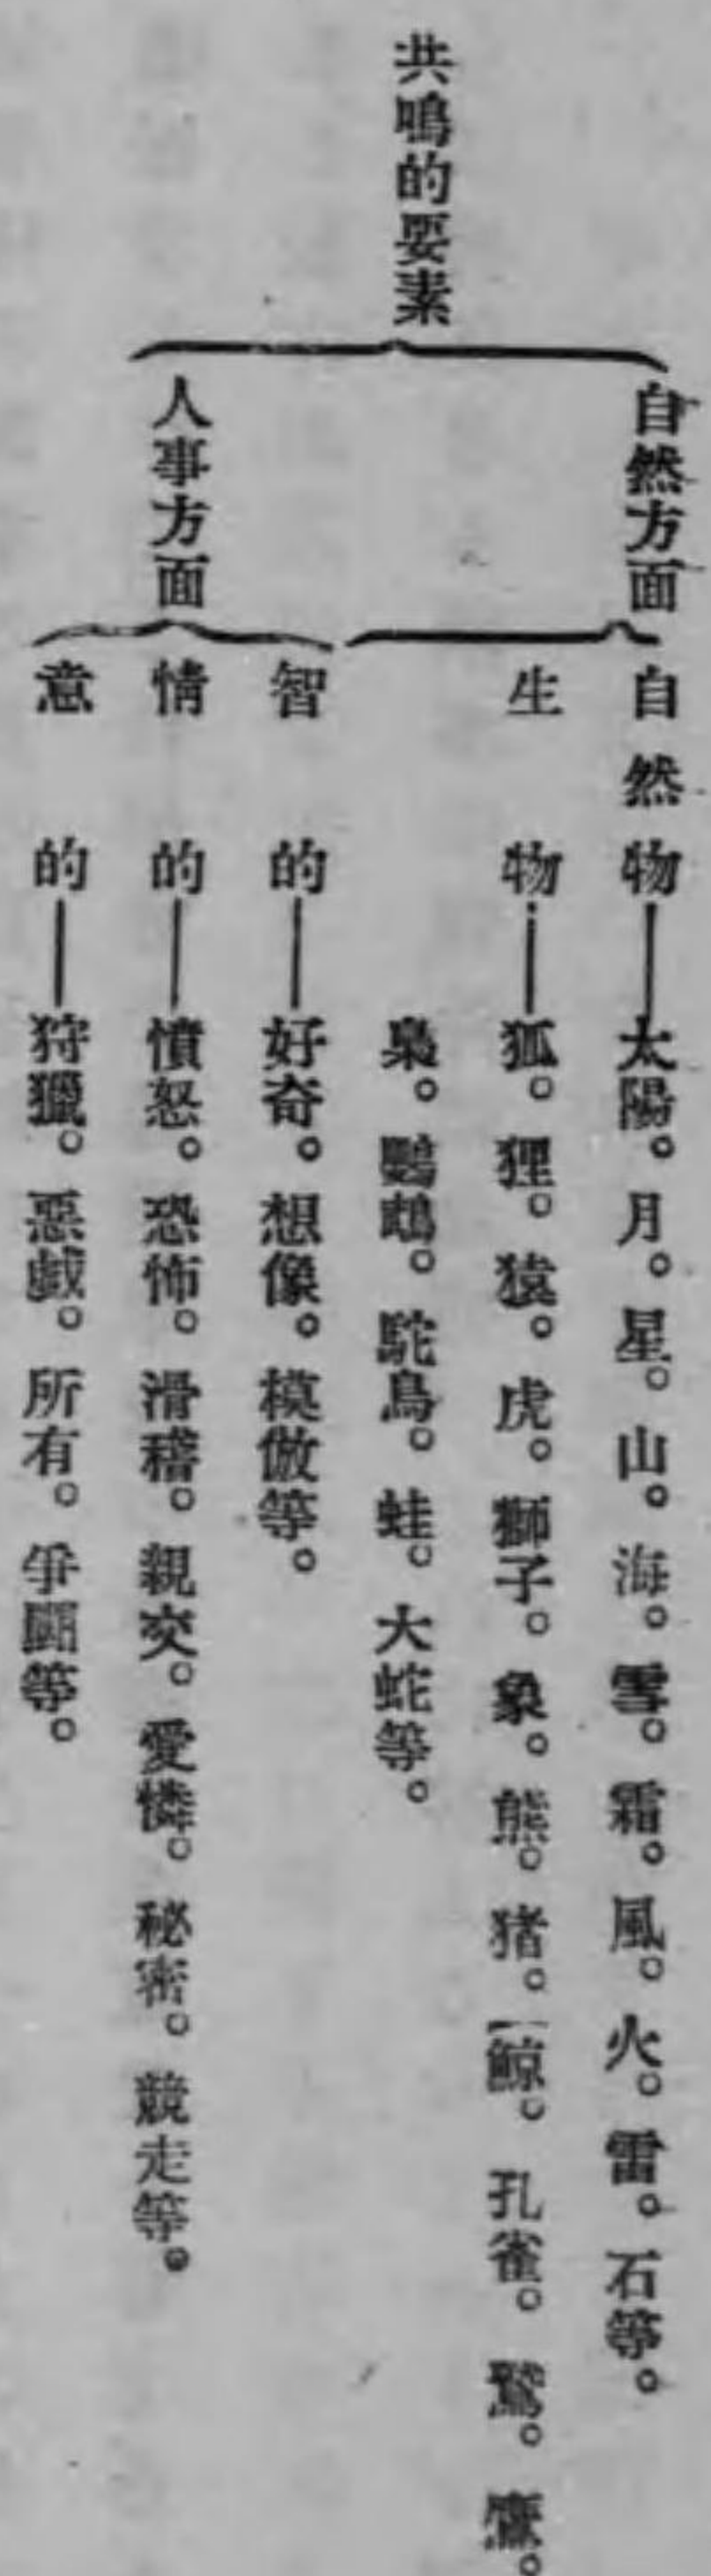 共鳴的要素
自然方面
自然物——太陽。月。星。山。海。雪。霜。風。火。雷。石等。
生物——狐。狸。猿。虎。獅子。象。熊。猪。鯨。孔雀。鷲。鷹。
梟。鸚鵡。駝鳥。蛙。大蛇等。
人事方面
智的——好奇。想像。模倣等。
情的——憤怒。恐怖。滑稽。親交。愛憐。秘密。競走等。
意的——狩獵。惡戯。所有。爭鬪等。